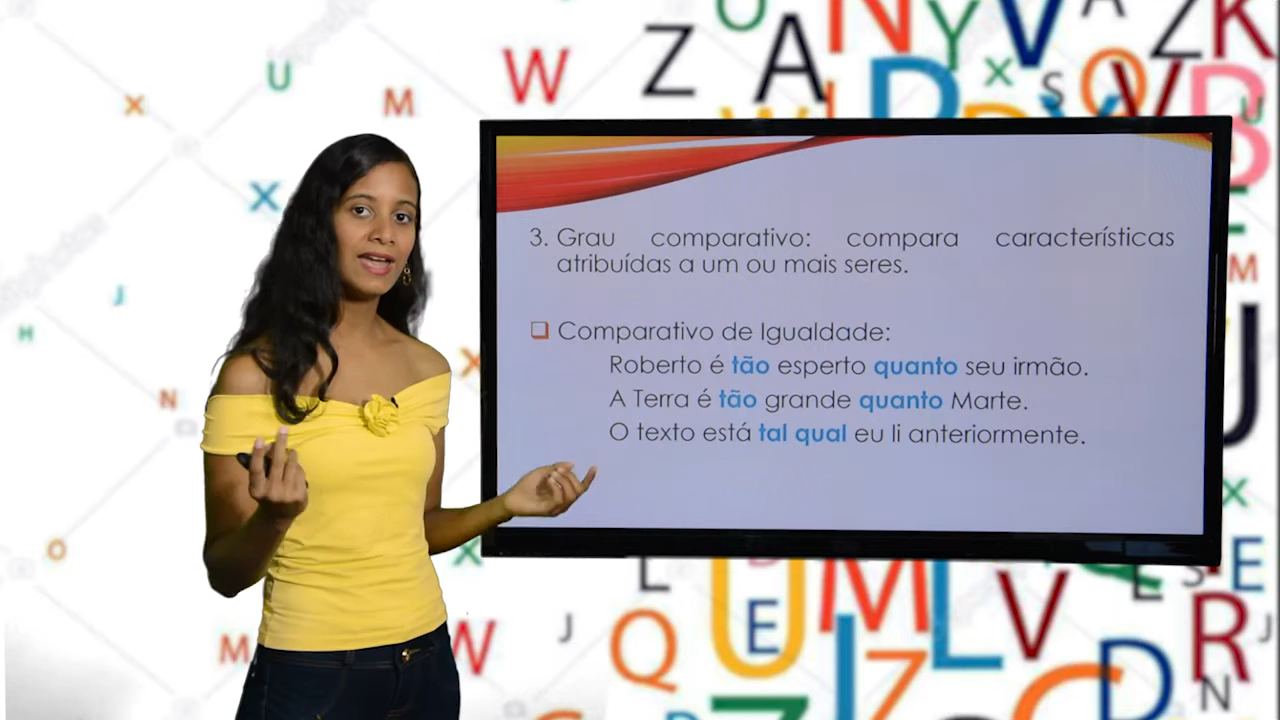 3. Grau comparativo: compara características
atribuídas a um ou mais seres.
❑ Comparativo de Igualdade:
Roberto é tão esperto quanto seu irmão.
A Terra é tão grande quanto Marte.
O texto está tal qual eu li anteriormente.